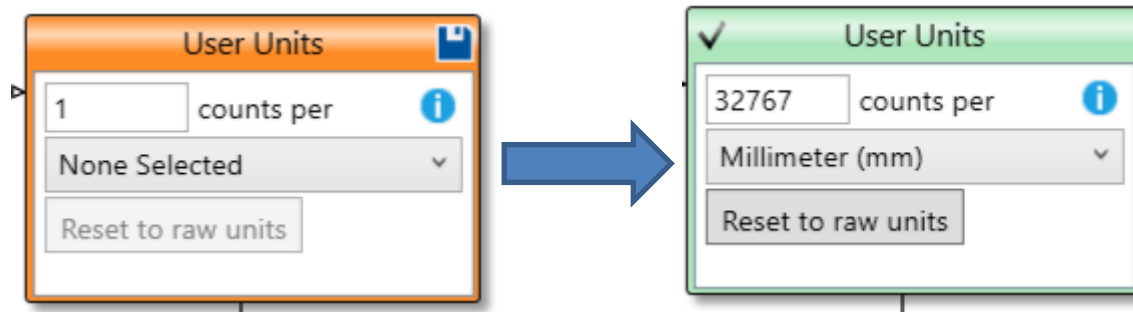 User Units
1 counts per
None Selected
Reset to raw units
User Units
32767 counts per
Millimeter (mm)
Reset to raw units